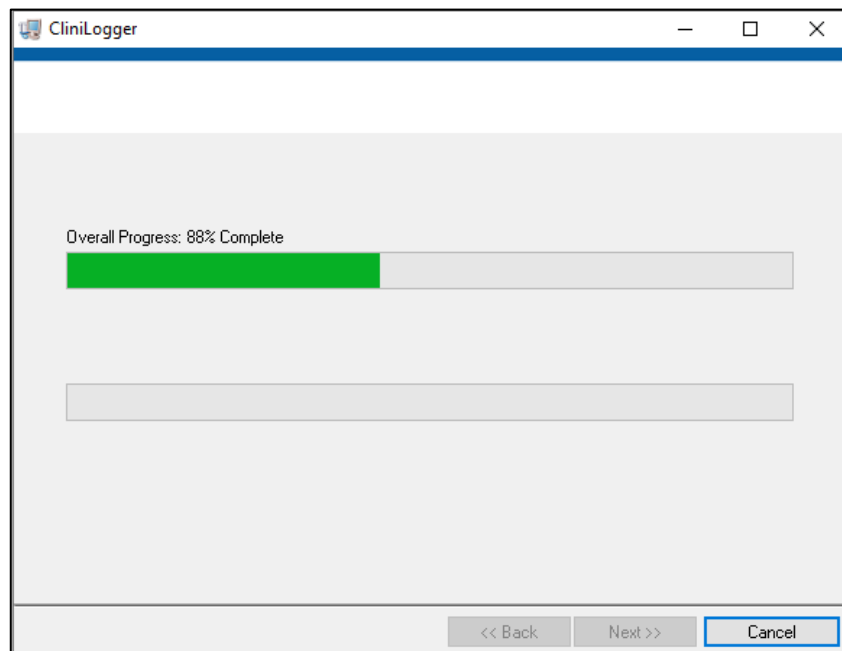 CliniLogger
Overall Progress: 88% Complete
<< Back
Next >>
Cancel